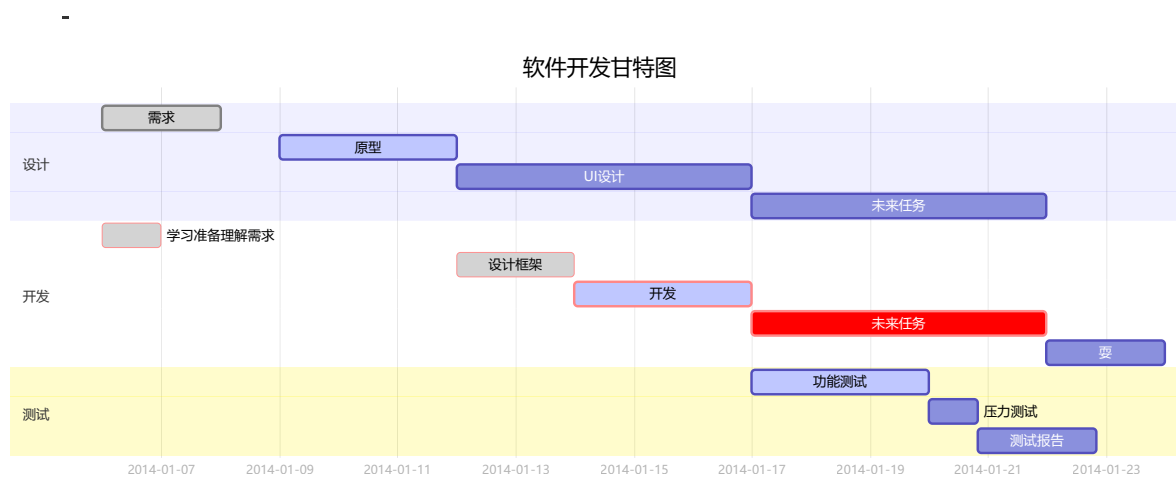 -
软件开发甘特图
需求
设计
原型
UI设计
未来任务
学习准备理解需求
设计框架
开发
开发
未来任务
耍
功能测试
测试
压力测试
测试报告
2014-01-07 2014-01-09 2014-01-11 2014-01-13 2014-01-15 2014-01-17 2014-01-19 2014-01-21 2014-01-23